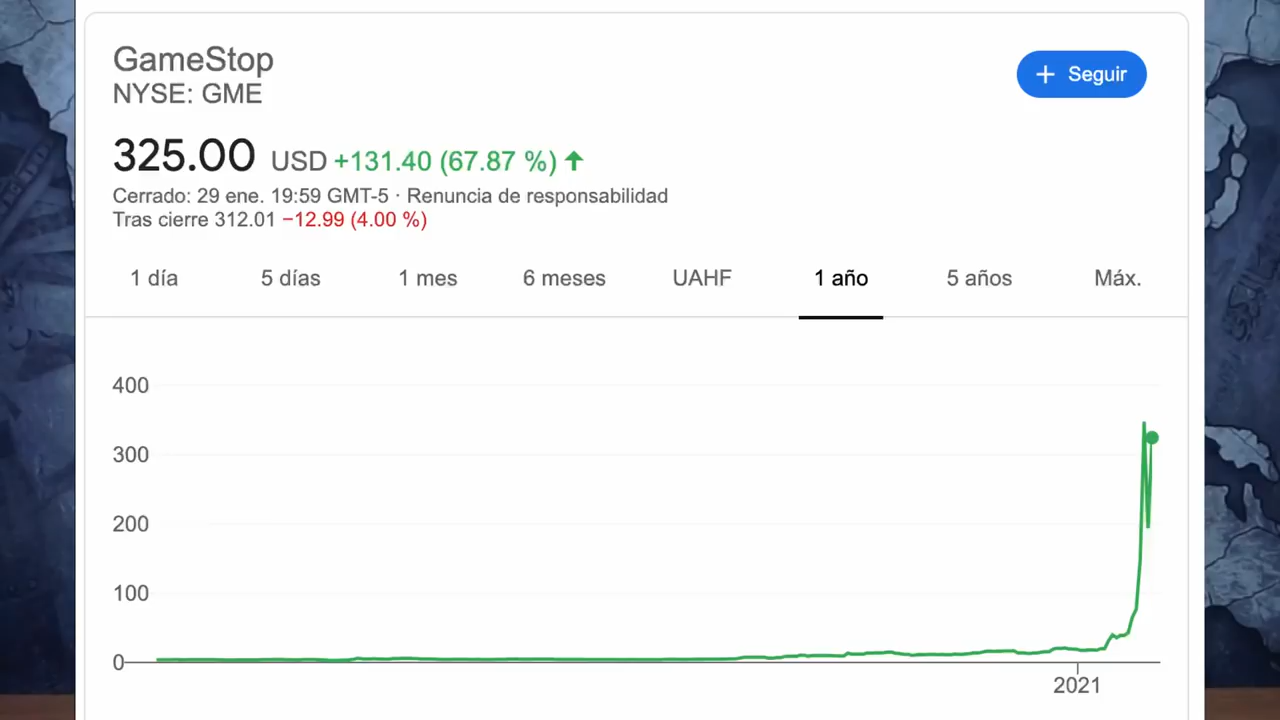 GameStop
NYSE: GME
+ Seguir
325.00 USD +131.40 (67.87 %) ↑
Cerrado: 29 ene. 19:59 GMT-5 · Renuncia de responsabilidad
Tras cierre 312.01 −12.99 (4.00 %)
1 día 5 días 1 mes 6 meses UAHF 1 año 5 años Máx.
400
300
200
100
0
2021